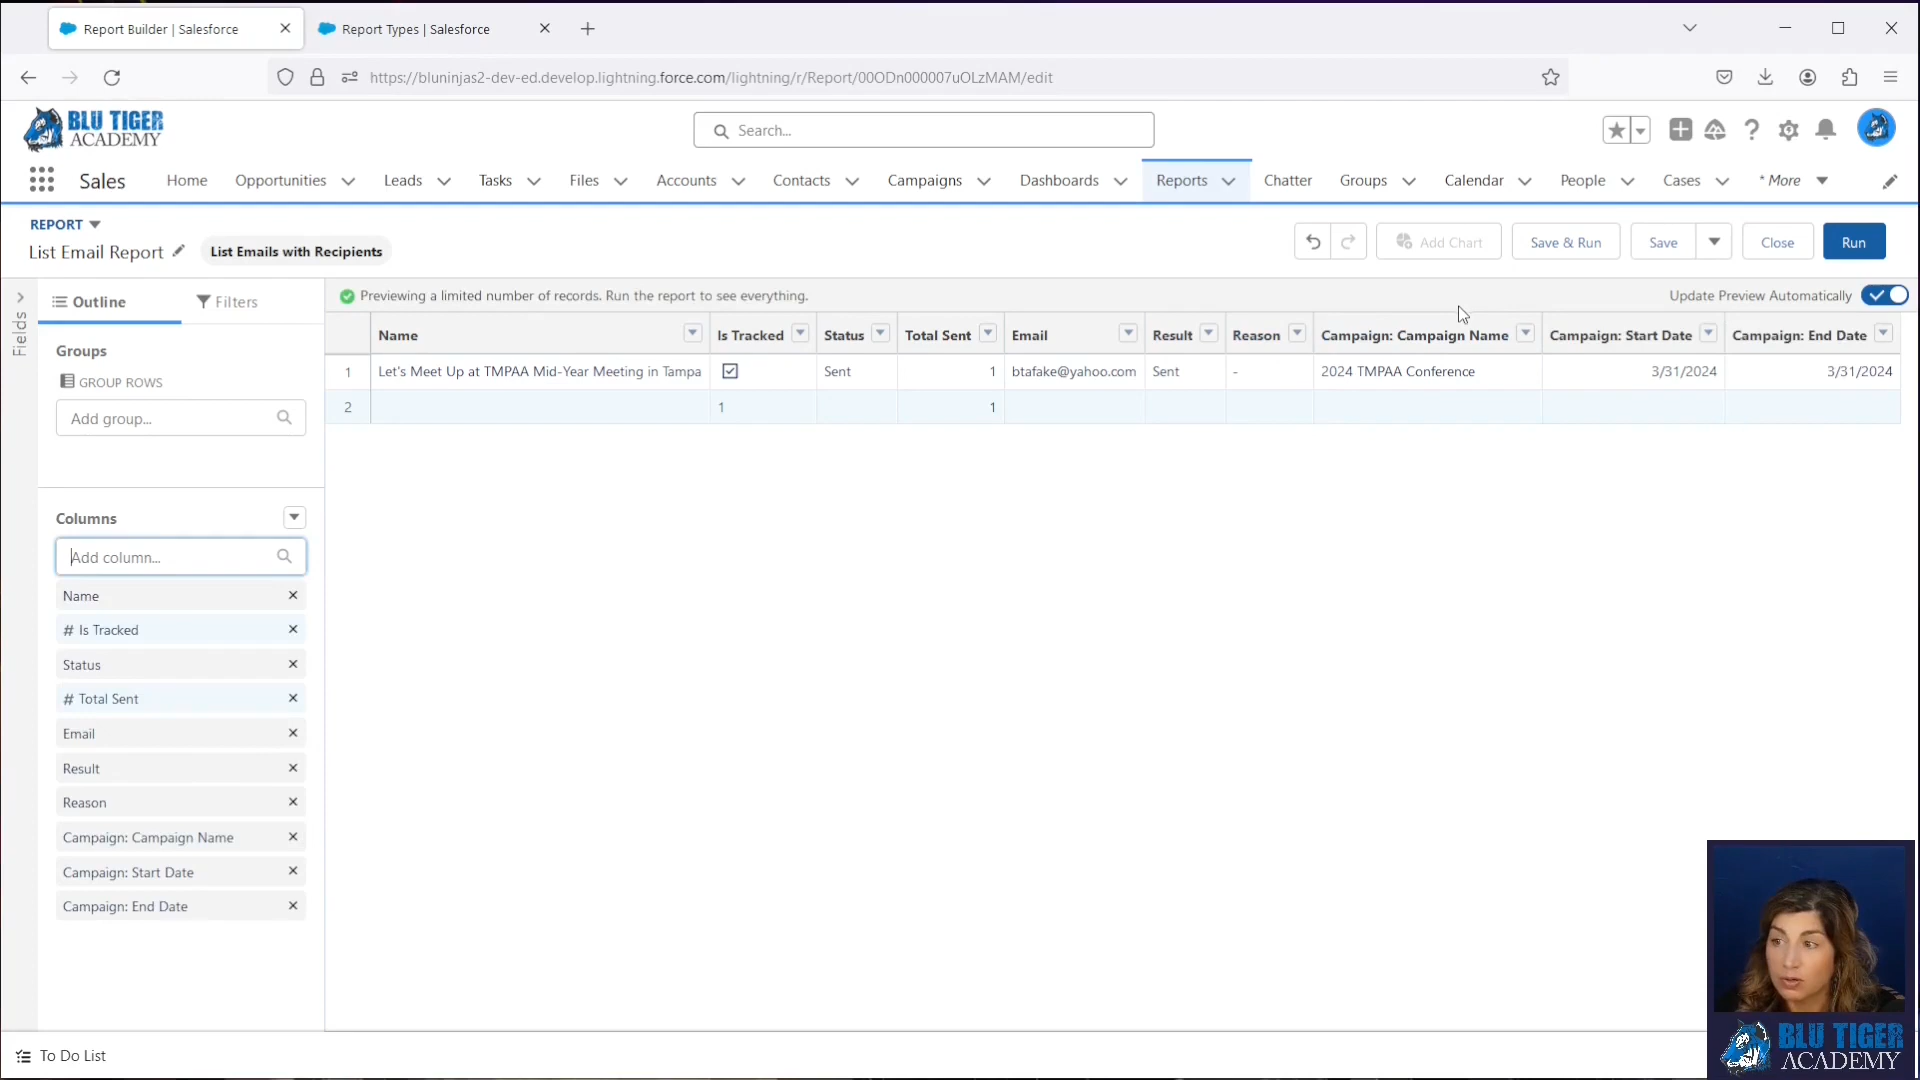 Report Builder | Salesforce
Report Types | Salesforce
https://bluninjas2-dev-ed.develop.lightning.force.com/lightning/r/Report/00ODn000007uOLzMAM/edit
BLU TIGER
ACADEMY
Search...
Sales Home Opportunities Leads Tasks Files Accounts Contacts Campaigns Dashboards Reports Chatter Groups Calendar People Cases * More
REPORT
List Email Report List Emails with Recipients
Add Chart Save & Run Save Close Run
Fields
Outline Filters
Previewing a limited number of records. Run the report to see everything.
Update Preview Automatically
Groups
GROUP ROWS
Add group...
Columns
Add column...
Name
# Is Tracked
Status
# Total Sent
Email
Result
Reason
Campaign: Campaign Name
Campaign: Start Date
Campaign: End Date
Name Is Tracked Status Total Sent Email Result Reason Campaign: Campaign Name Campaign: Start Date Campaign: End Date
1 Let's Meet Up at TMPAA Mid-Year Meeting in Tampa Sent 1 btafake@yahoo.com Sent - 2024 TMPAA Conference 3/31/2024 3/31/2024
2 1 1
To Do List
BLU TIGER
ACADEMY